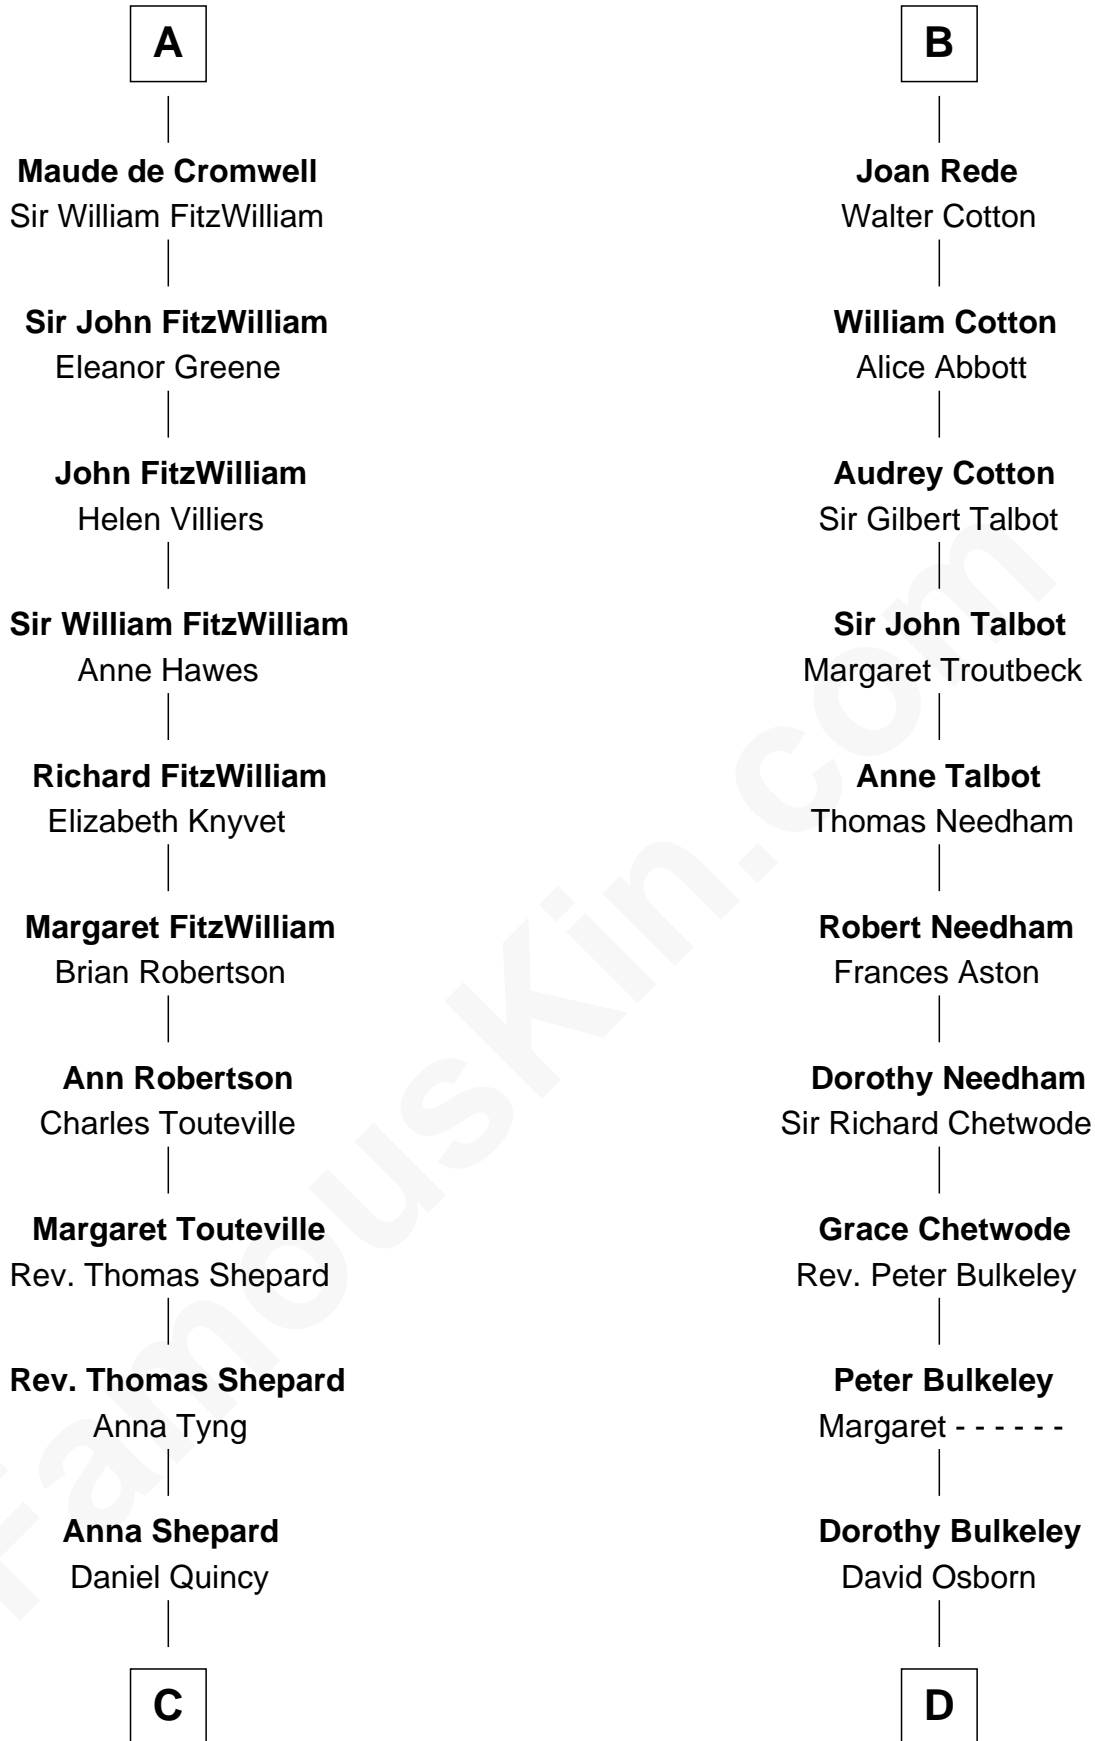 A
Maude de Cromwell
Sir William FitzWilliam
Sir John FitzWilliam
Eleanor Greene
John FitzWilliam
Helen Villiers
Sir William FitzWilliam
Anne Hawes
Richard FitzWilliam
Elizabeth Knyvet
Margaret FitzWilliam
Brian Robertson
Ann Robertson
Charles Touteville
Margaret Touteville
Rev. Thomas Shepard
Rev. Thomas Shepard
Anna Tyng
Anna Shepard
Daniel Quincy
C
B
Joan Rede
Walter Cotton
William Cotton
Alice Abbott
Audrey Cotton
Sir Gilbert Talbot
Sir John Talbot
Margaret Troutbeck
Anne Talbot
Thomas Needham
Robert Needham
Frances Aston
Dorothy Needham
Sir Richard Chetwode
Grace Chetwode
Rev. Peter Bulkeley
Peter Bulkeley
Margaret - - - - - -
Dorothy Bulkeley
David Osborn
D
FamousKin.com